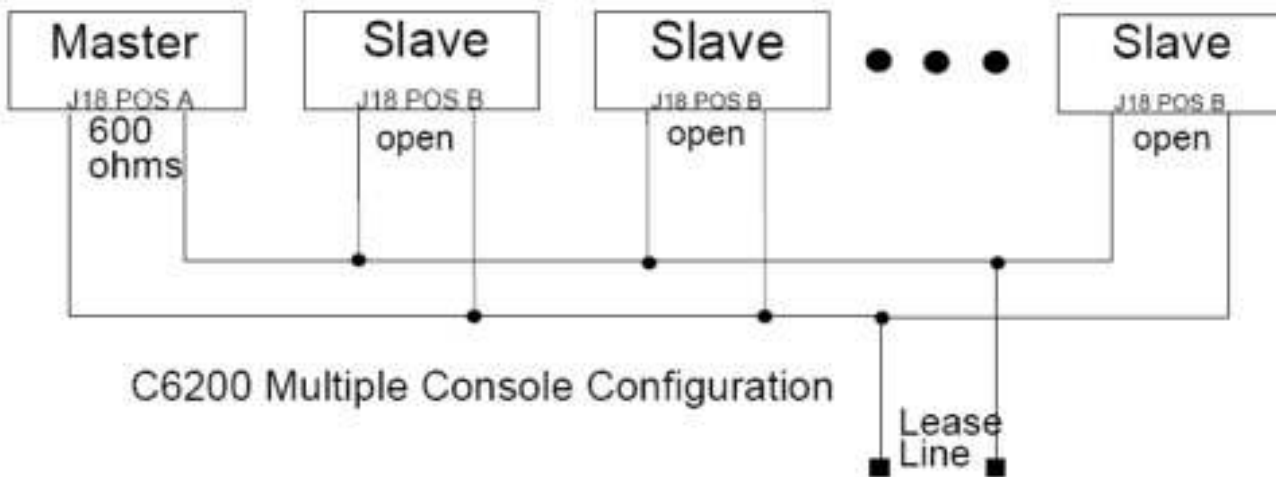 Master
J18 POS A
600
ohms
Slave
J18 POS B
open
Slave
J18 POS B
open
Slave
J18 POS B
open
C6200 Multiple Console Configuration
Lease
Line